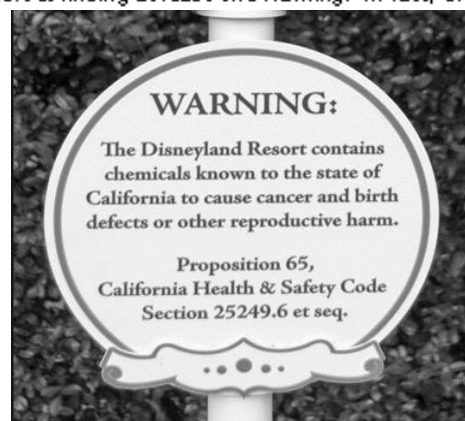 WARNING:
The Disneyland Resort contains
chemicals known to the state of
California to cause cancer and birth
defects or other reproductive harm.
Proposition 65,
California Health & Safety Code
Section 25249.6 et seq.